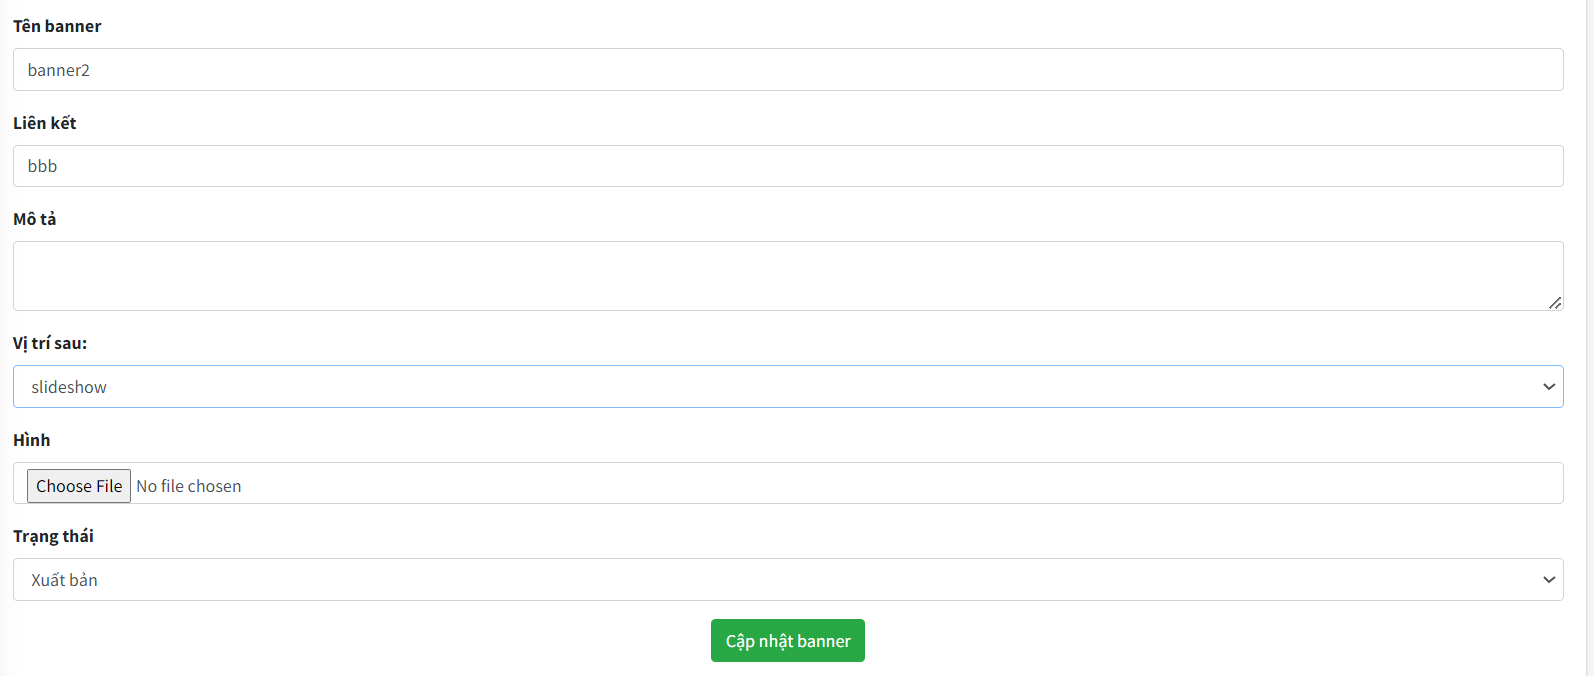 Tên banner
banner2
Liên kết
bbb
Mô tả
Vị trí sau:
slideshow
Hình
Choose File No file chosen
Trạng thái
Xuất bản
Cập nhật banner